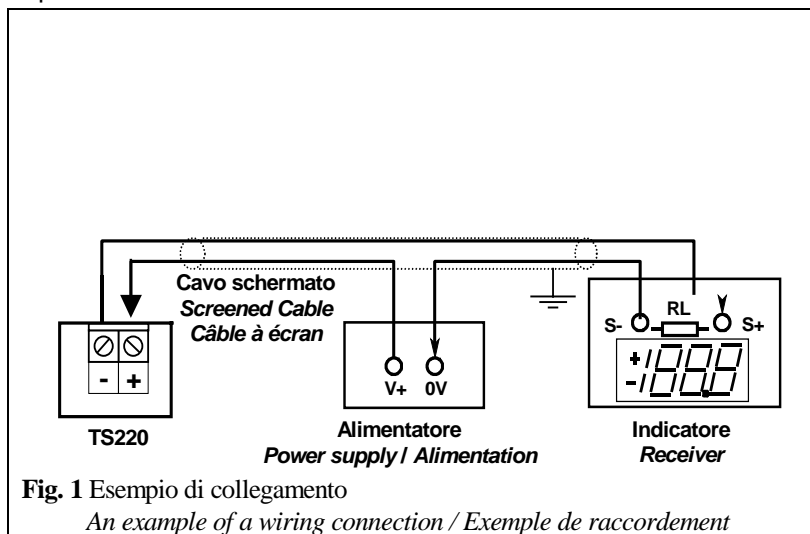 Cavo schermato
Screened Cable
Câble à écran
S- RL S+
- +
V+ 0V
+
-
TS220
Alimentatore
Power supply / Alimentation
Indicatore
Receiver
Fig. 1 Esempio di collegamento
An example of a wiring connection / Exemple de raccordement